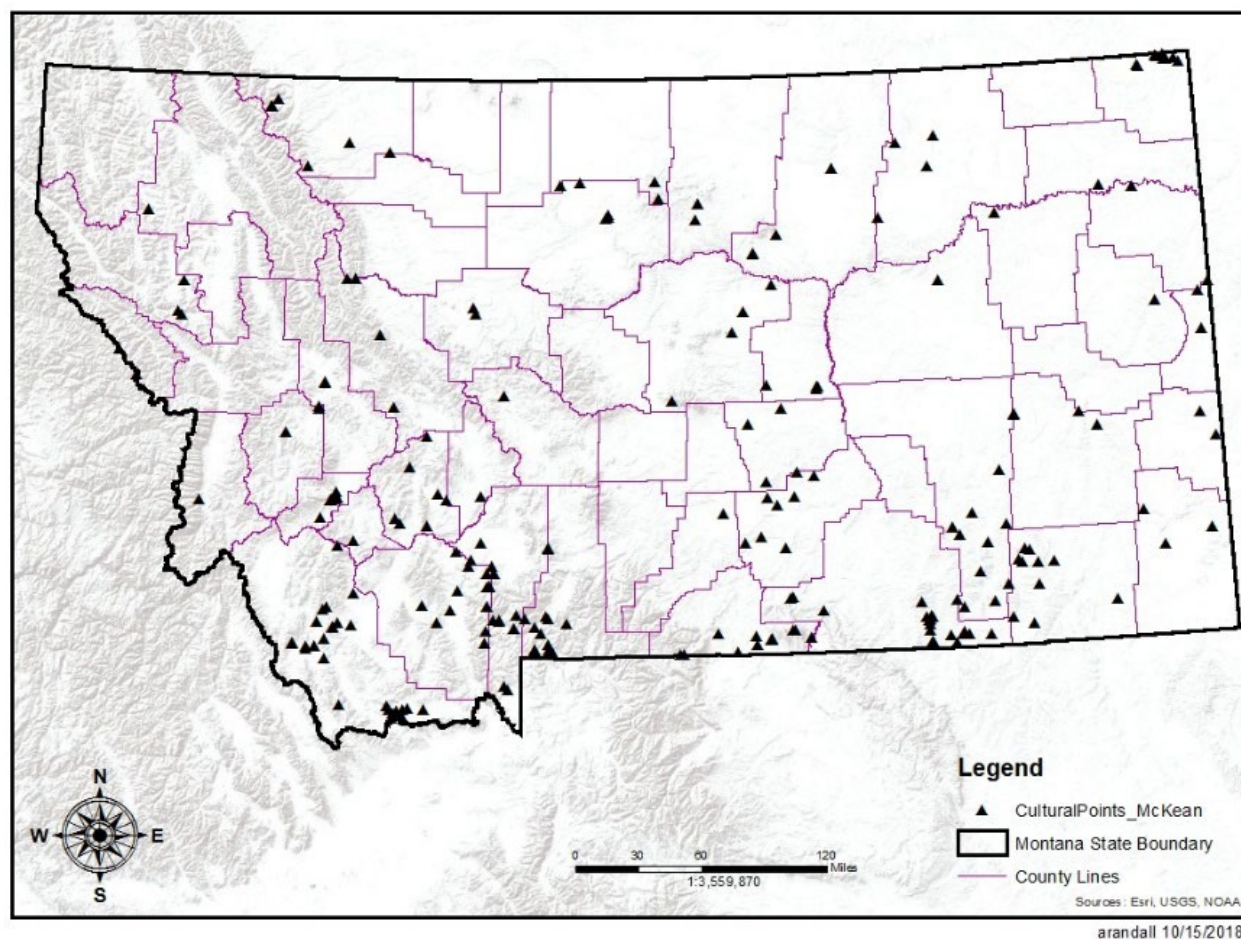 N
W
E
S
0 30 60 120
Miles
1:3,559,870
Legend
CulturalPoints_McKean
Montana State Boundary
County Lines
Sources: Esri, USGS, NOAA
arandall 10/15/2018